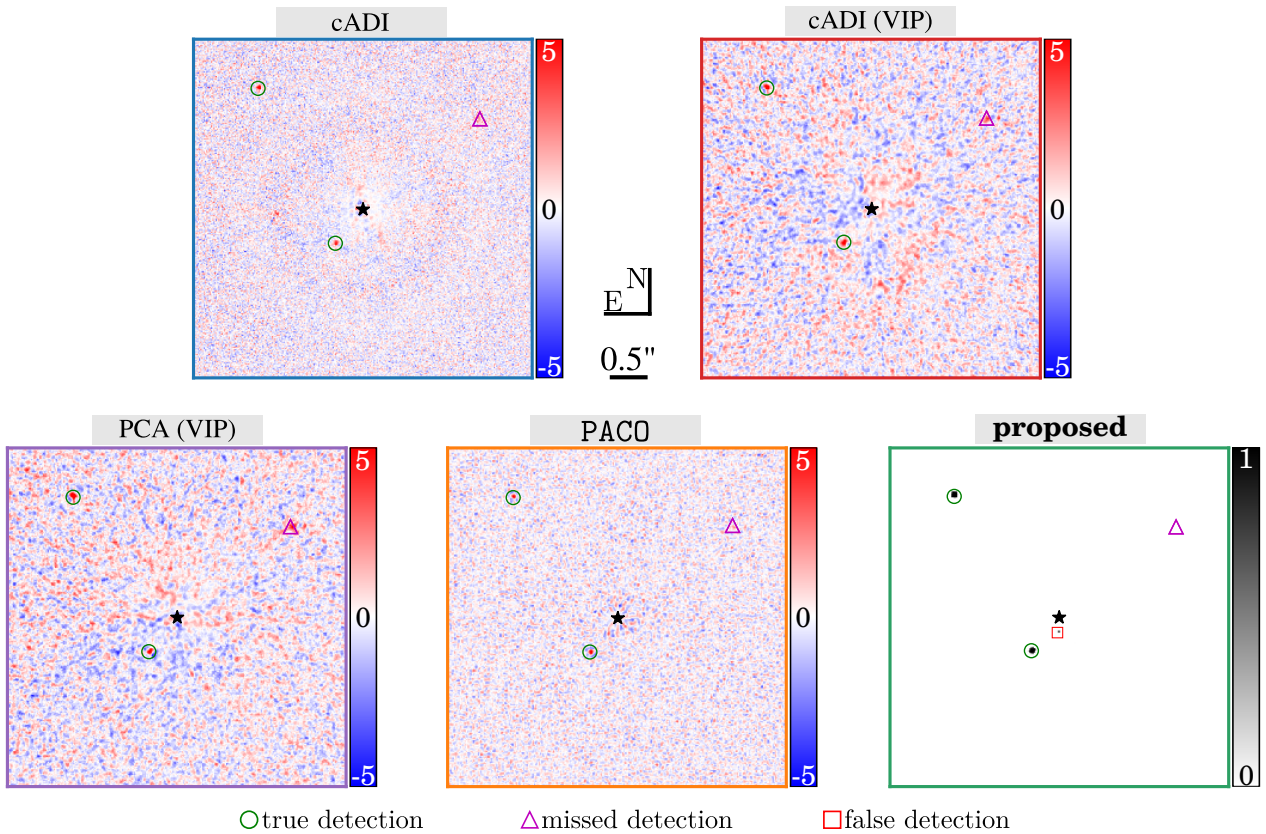 cADI
cADI (VIP)
5
0
-5
5
0
-5
N
E
0.5"
PCA (VIP)
PACO
proposed
5
0
-5
5
0
-5
1
0
true detection
missed detection
false detection